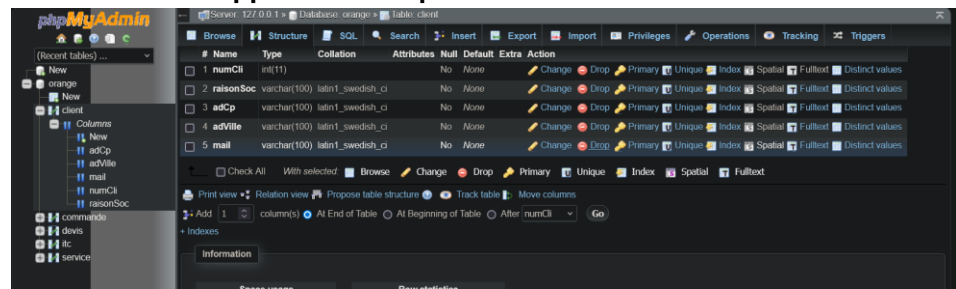 phpMyAdmin
Server: 127.0.0.1 » Database: orange » Table: client
Browse Structure SQL Search Insert Export Import Privileges Operations Tracking Triggers
(Recent tables) ...
New
orange
New
client
Columns
New
adCp
adVille
mail
numCli
raisonSoc
commande
devis
itc
service
# Name Type Collation Attributes Null Default Extra Action
1 numCli int(11) No None Change Drop Primary Unique Index Spatial Fulltext Distinct values
2 raisonSoc varchar(100) latin1_swedish_ci No None Change Drop Primary Unique Index Spatial Fulltext Distinct values
3 adCp varchar(100) latin1_swedish_ci No None Change Drop Primary Unique Index Spatial Fulltext Distinct values
4 adVille varchar(100) latin1_swedish_ci No None Change Drop Primary Unique Index Spatial Fulltext Distinct values
5 mail varchar(100) latin1_swedish_ci No None Change Drop Primary Unique Index Spatial Fulltext Distinct values
Check All With selected: Browse Change Drop Primary Unique Index Spatial Fulltext
Print view Relation view Propose table structure Track table Move columns
Add 1 column(s) At End of Table At Beginning of Table After numCli Go
+ Indexes
Information
Space usage Row statistics